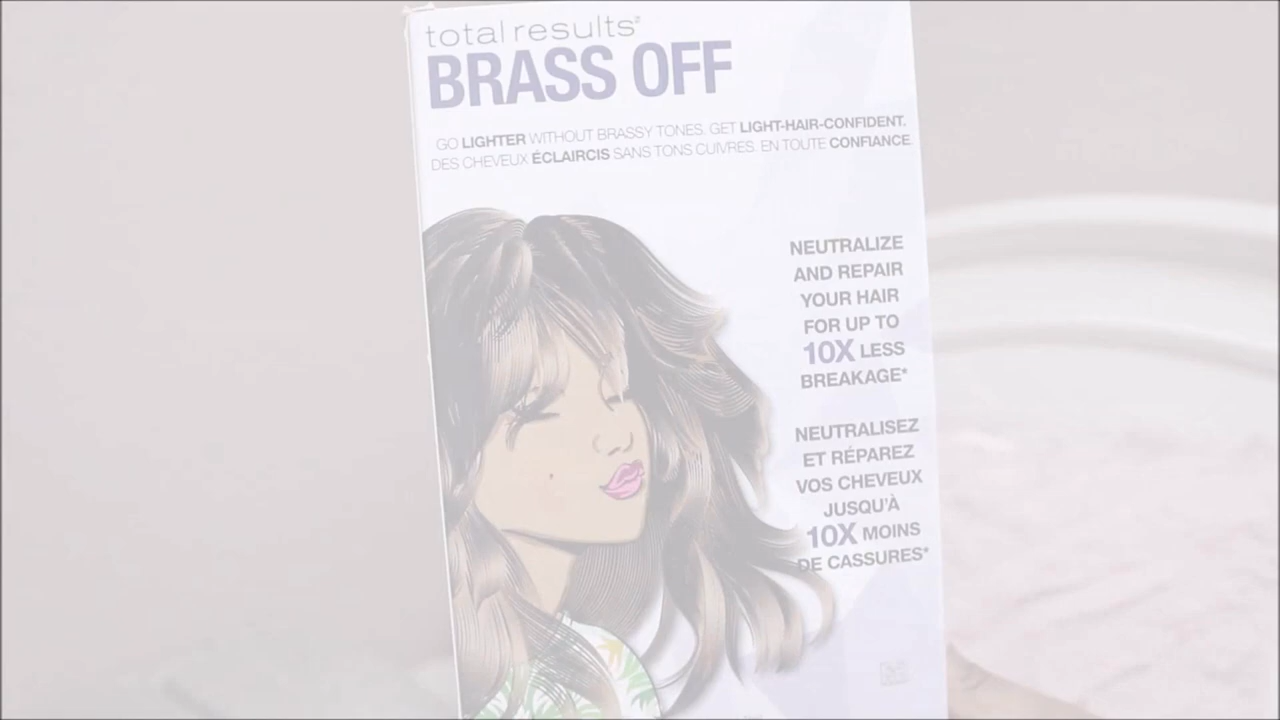 total results®
BRASS OFF
GO LIGHTER WITHOUT BRASSY TONES. GET LIGHT-HAIR-CONFIDENT.
DES CHEVEUX ÉCLAIRCIS SANS TONS CUIVRES. EN TOUTE CONFIANCE.
NEUTRALIZE
AND REPAIR
YOUR HAIR
FOR UP TO
10X LESS
BREAKAGE*
NEUTRALISEZ
ET RÉPAREZ
VOS CHEVEUX
JUSQU'À
10X MOINS
DE CASSURES*